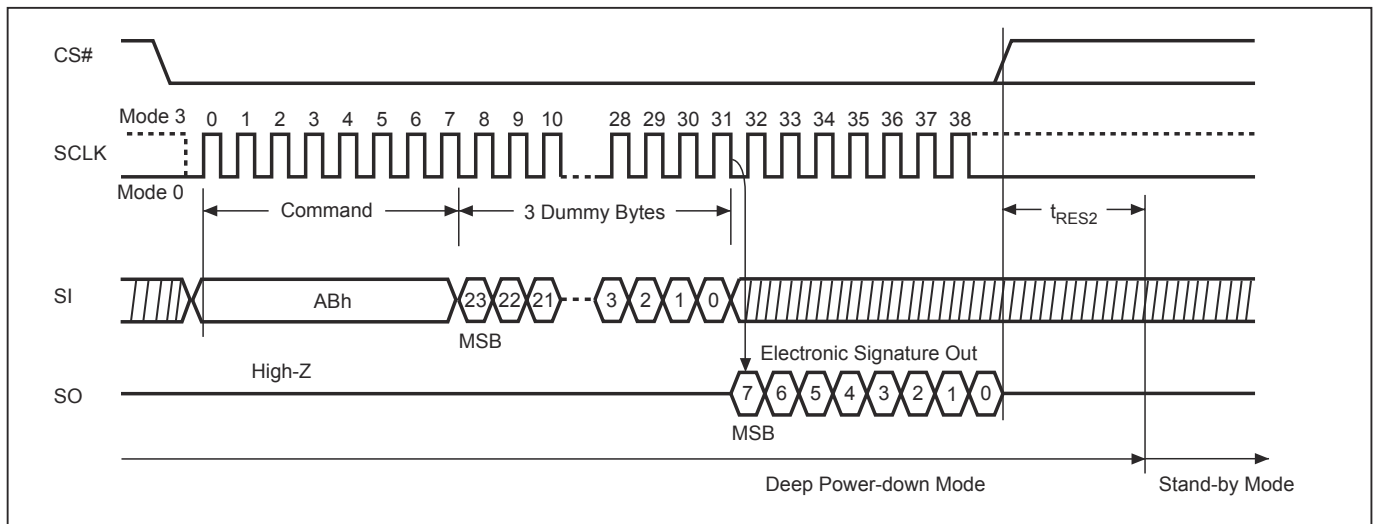 CS#
Mode 3 0 1 2 3 4 5 6 7 8 9 10 28 29 30 31 32 33 34 35 36 37 38
SCLK
Mode 0
Command 3 Dummy Bytes tRES2
SI ABh 23 22 21 3 2 1 0
MSB
High-Z Electronic Signature Out
SO 7 6 5 4 3 2 1 0
MSB
Deep Power-down Mode Stand-by Mode